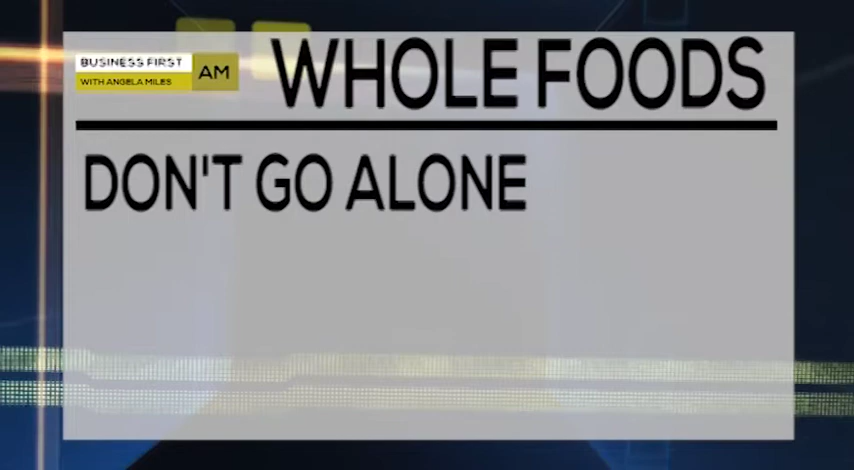 BUSINESS FIRST AM
WITH ANGELA MILES
WHOLE FOODS
DON'T GO ALONE